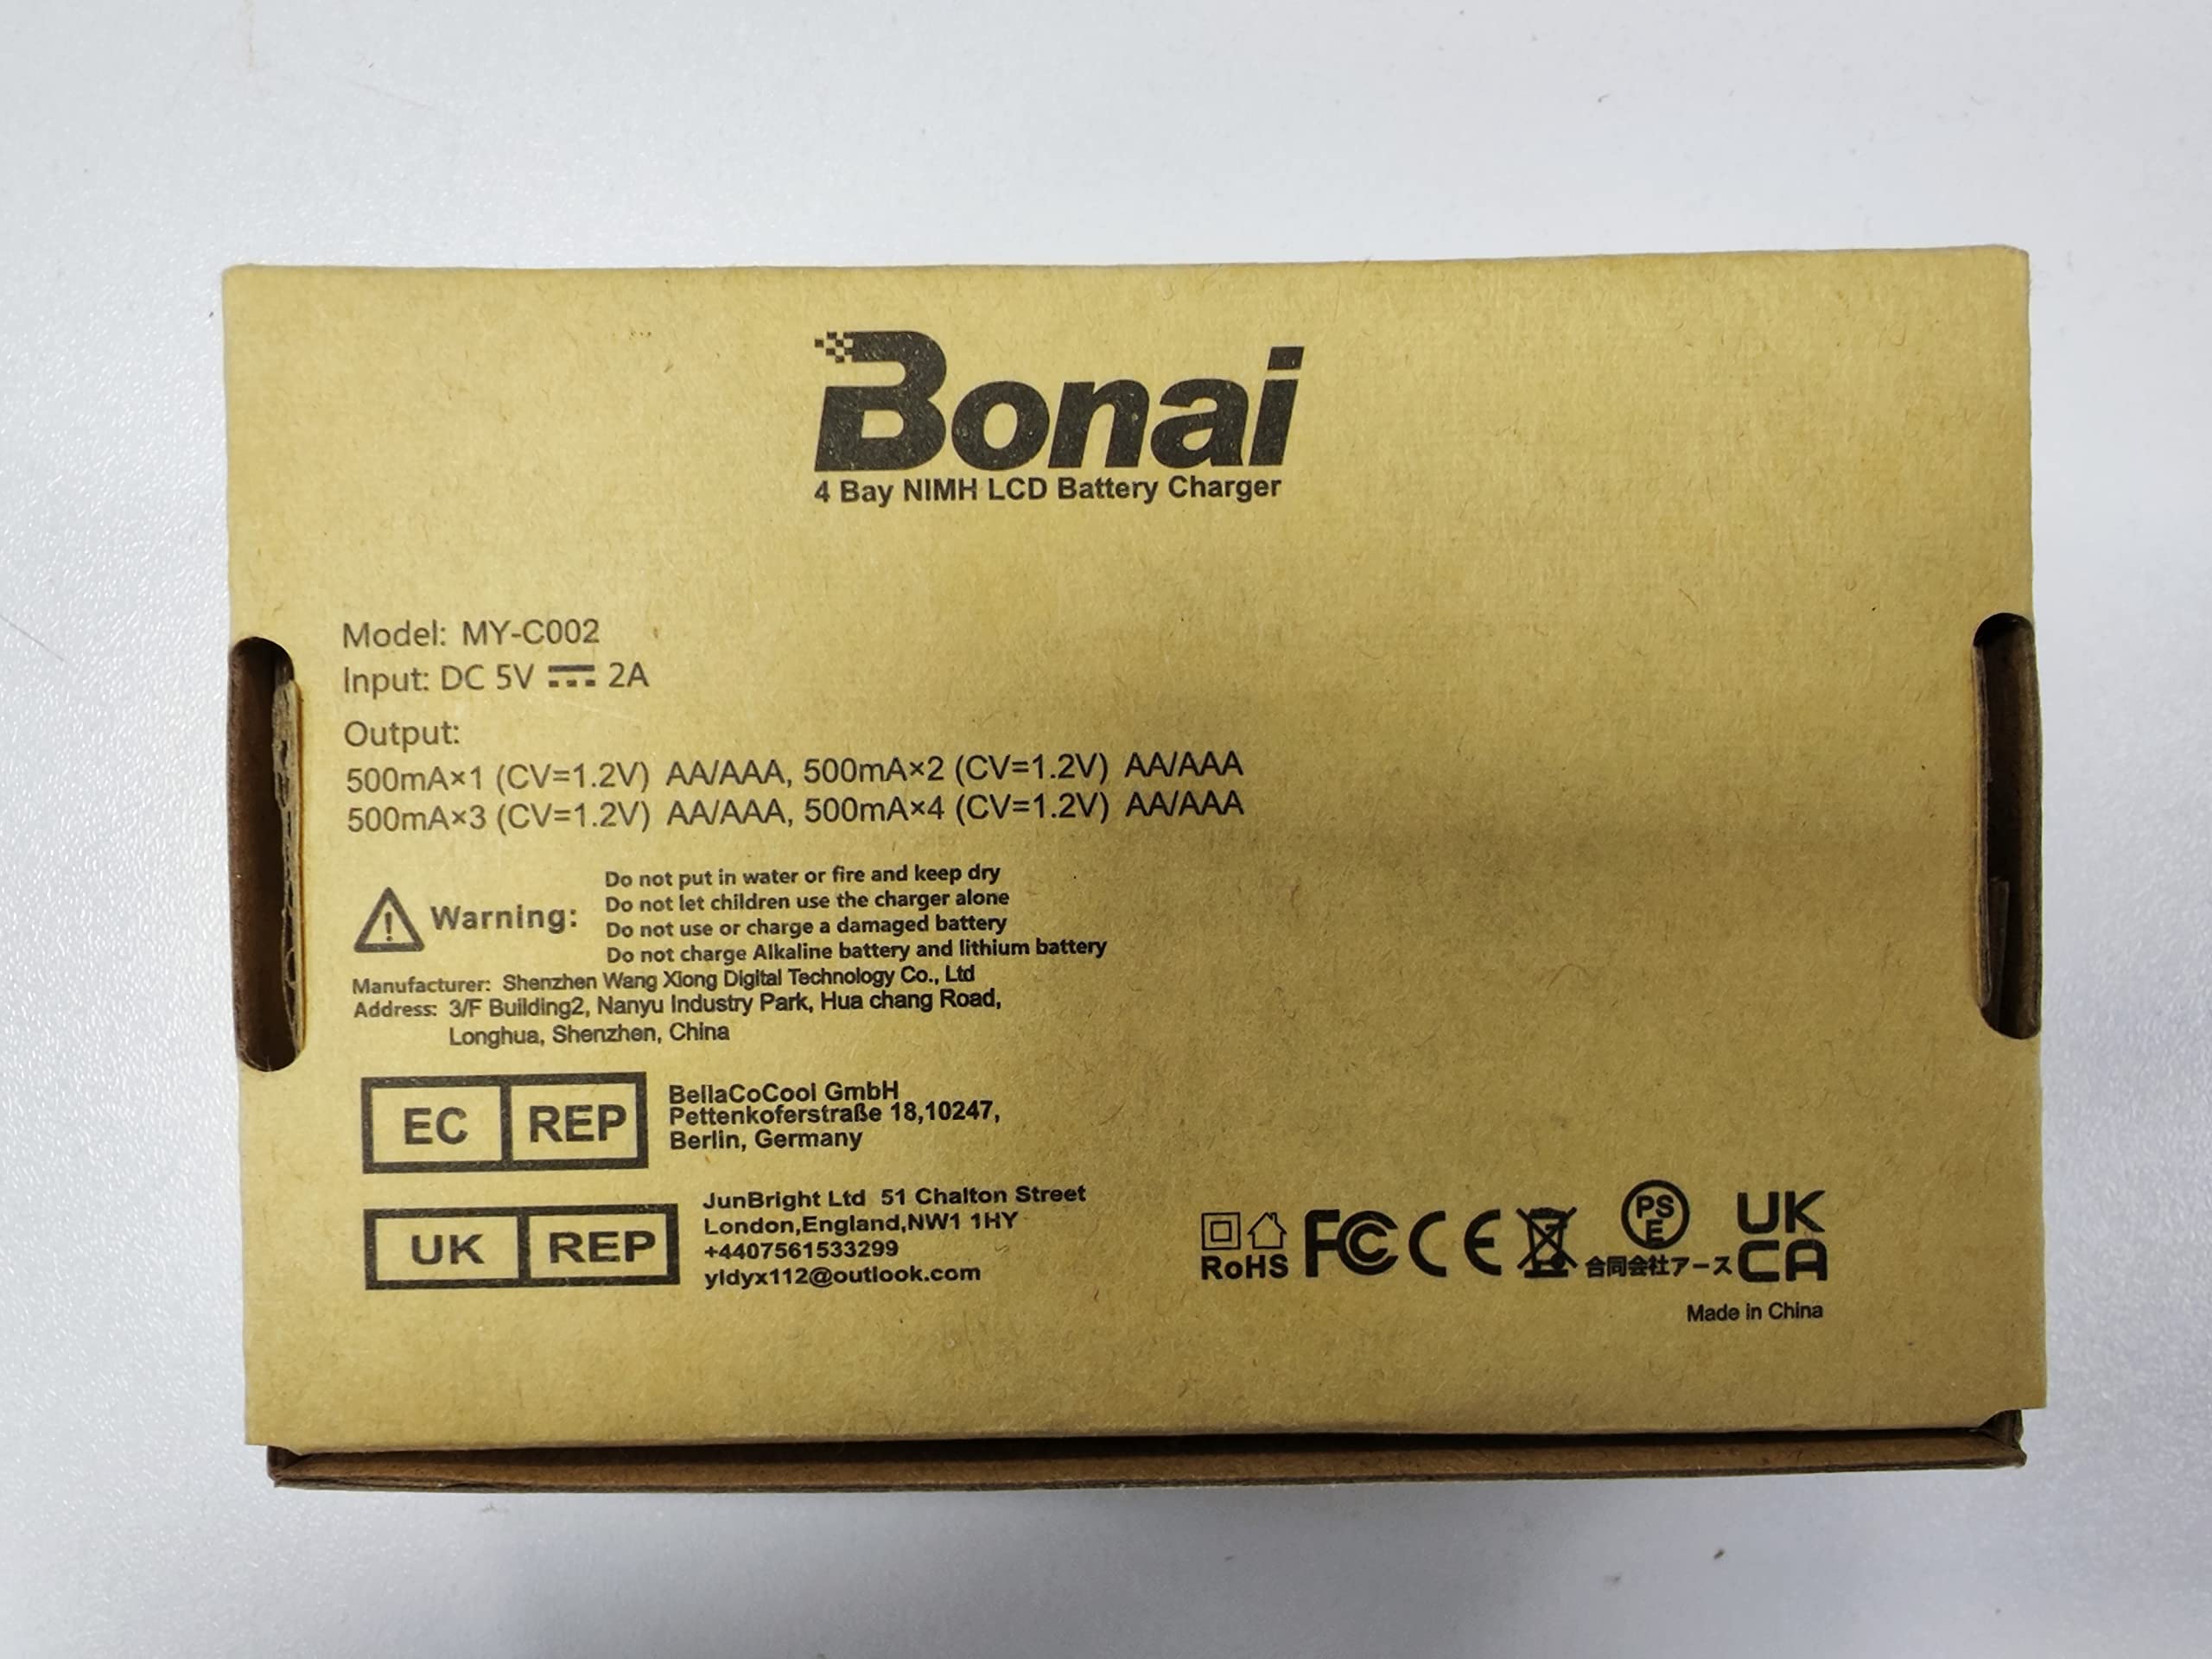 Bonai
4 Bay NIMH LCD Battery Charger
Model: MY-C002
Input: DC 5V ⎓ 2A
Output:
500mA×1 (CV=1.2V) AA/AAA, 500mA×2 (CV=1.2V) AA/AAA
500mA×3 (CV=1.2V) AA/AAA, 500mA×4 (CV=1.2V) AA/AAA
Warning:
Do not put in water or fire and keep dry
Do not let children use the charger alone
Do not use or charge a damaged battery
Do not charge Alkaline battery and lithium battery
Manufacturer: Shenzhen Wang Xiong Digital Technology Co., Ltd
Address: 3/F Building2, Nanyu Industry Park, Hua chang Road,
Longhua, Shenzhen, China
EC REP
BellaCoCool GmbH
Pettenkoferstraße 18,10247,
Berlin, Germany
UK REP
JunBright Ltd 51 Chalton Street
London,England,NW1 1HY
+4407561533299
yldyx112@outlook.com
RoHS FC CE
PS
E
合同会社アース
UK
CA
Made in China